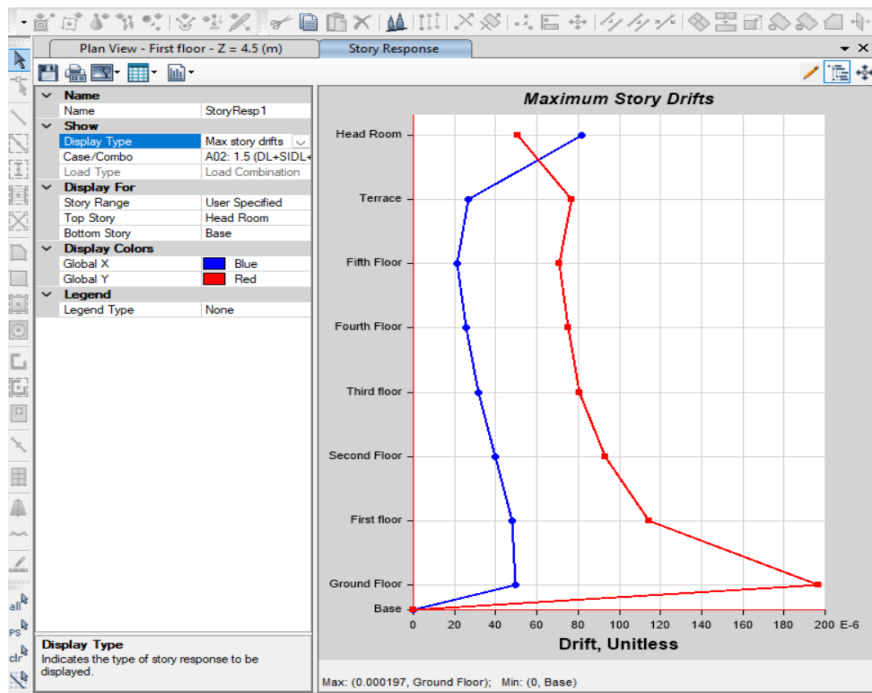 Plan View - First floor - Z = 4.5 (m)
Story Response
Name
Name StoryResp1
Show
Display Type Max story drifts
Case/Combo A02: 1.5 (DL+SIDL+
Load Type Load Combination
Display For
Story Range User Specified
Top Story Head Room
Bottom Story Base
Display Colors
Global X Blue
Global Y Red
Legend
Legend Type None
Display Type
Indicates the type of story response to be
displayed.
all
PS
clr
Maximum Story Drifts
Head Room
Terrace
Fifth Floor
Fourth Floor
Third floor
Second Floor
First floor
Ground Floor
Base
0 20 40 60 80 100 120 140 160 180 200 E-6
Drift, Unitless
Max: (0.000197, Ground Floor); Min: (0, Base)